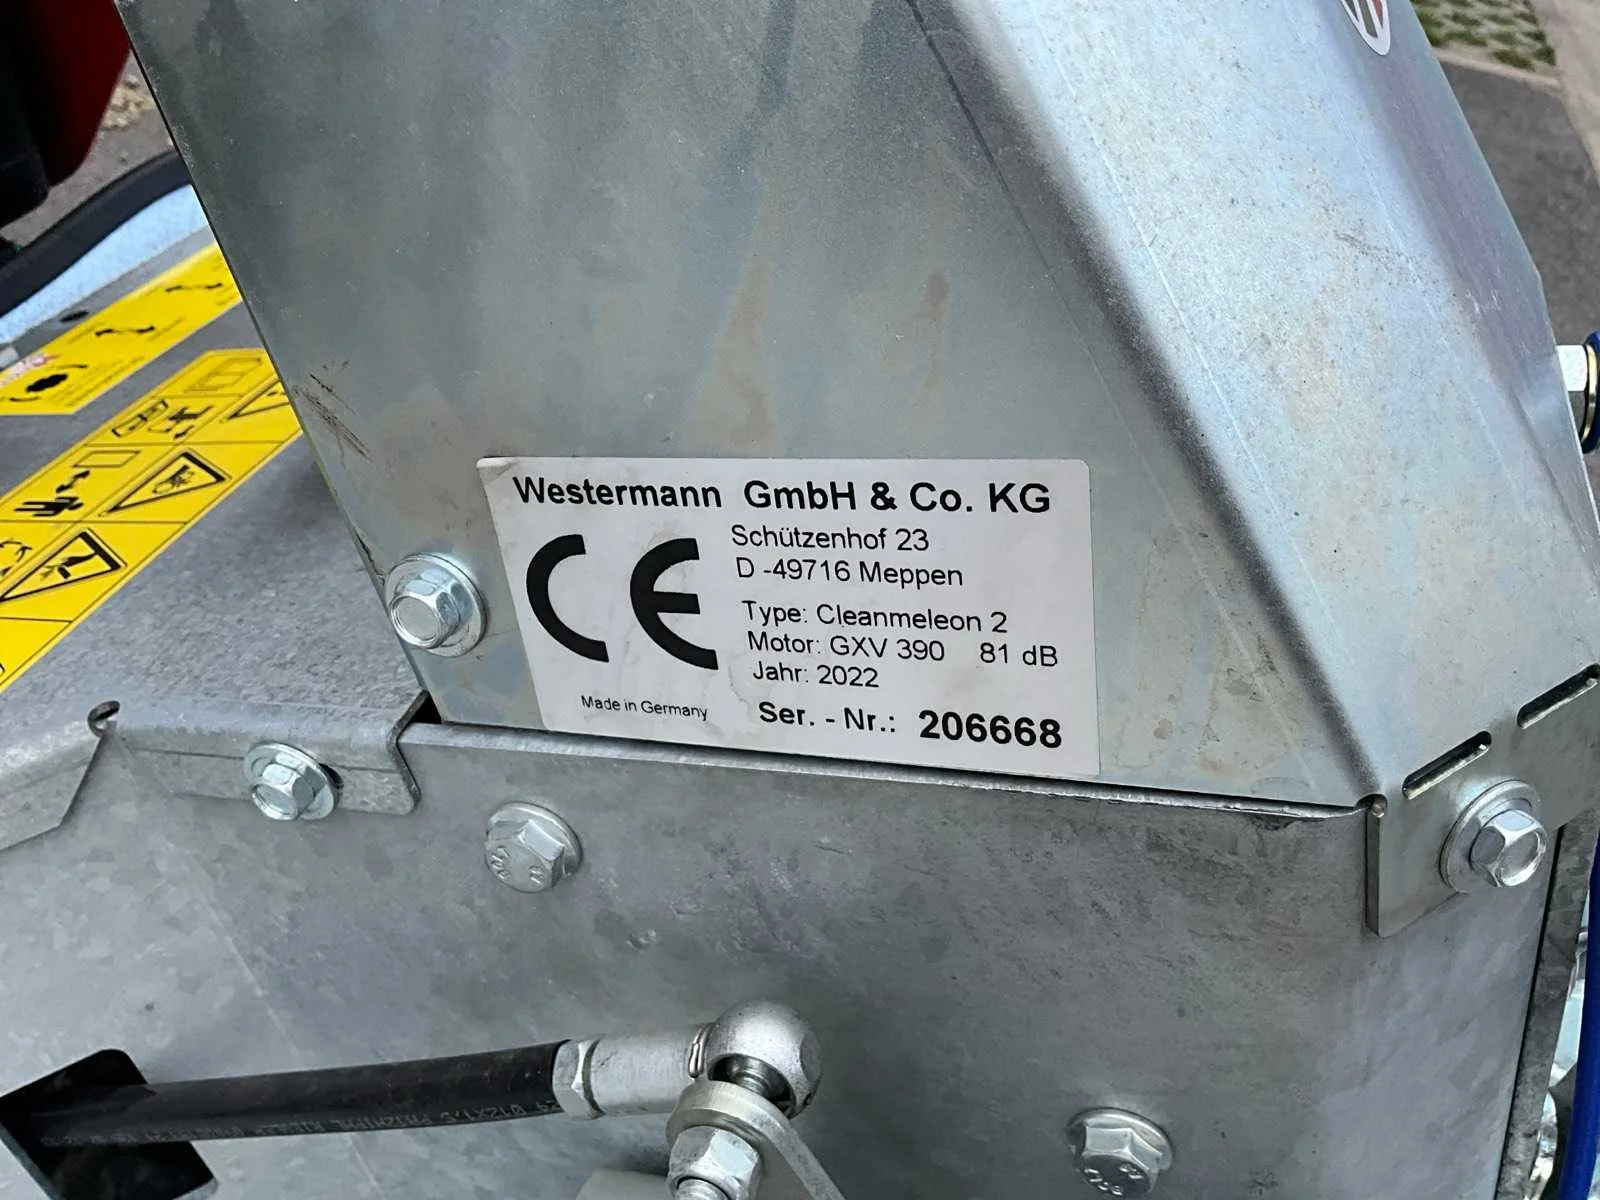 Westermann GmbH & Co. KG
Schützenhof 23
D -49716 Meppen
CE
Type: Cleanmeleon 2
Motor: GXV 390 81 dB
Jahr: 2022
Made in Germany
Ser. - Nr.: 206668